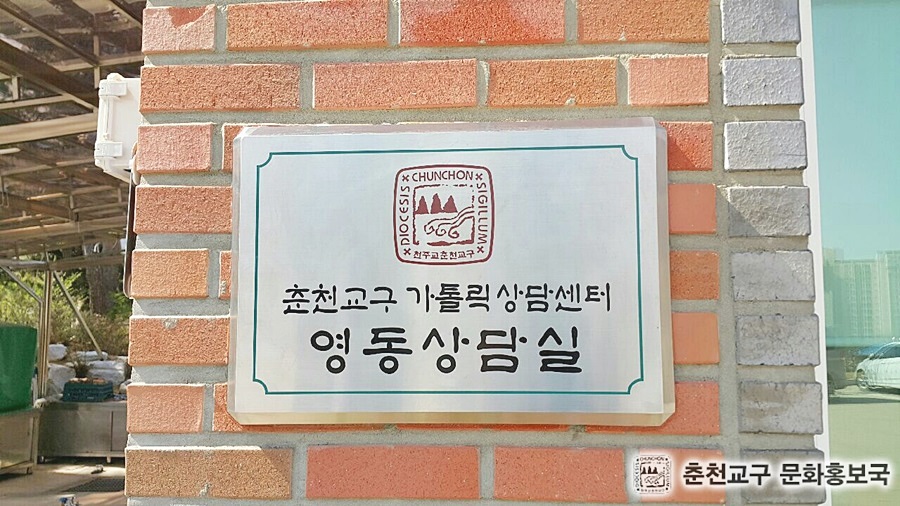 CHUNCHON
DIOCESIS
SIGILLUM
천주교춘천교구
춘천교구 가톨릭상담센터
영동상담실
춘천교구 문화홍보국